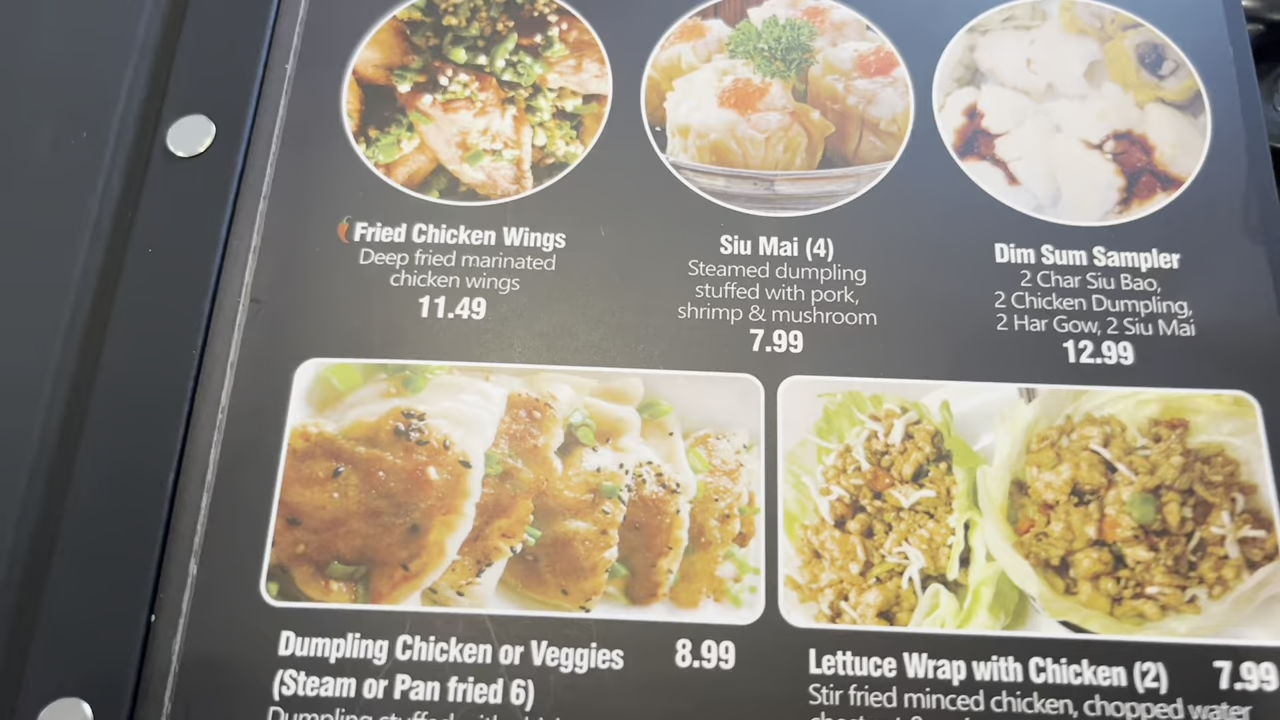 Fried Chicken Wings
Deep fried marinated
chicken wings
11.49
Siu Mai (4)
Steamed dumpling
stuffed with pork,
shrimp & mushroom
7.99
Dim Sum Sampler
2 Char Siu Bao,
2 Chicken Dumpling,
2 Har Gow, 2 Siu Mai
12.99
Dumpling Chicken or Veggies 8.99
(Steam or Pan fried 6)
Dumpling stuffed with
Lettuce Wrap with Chicken (2) 7.99
Stir fried minced chicken, chopped water